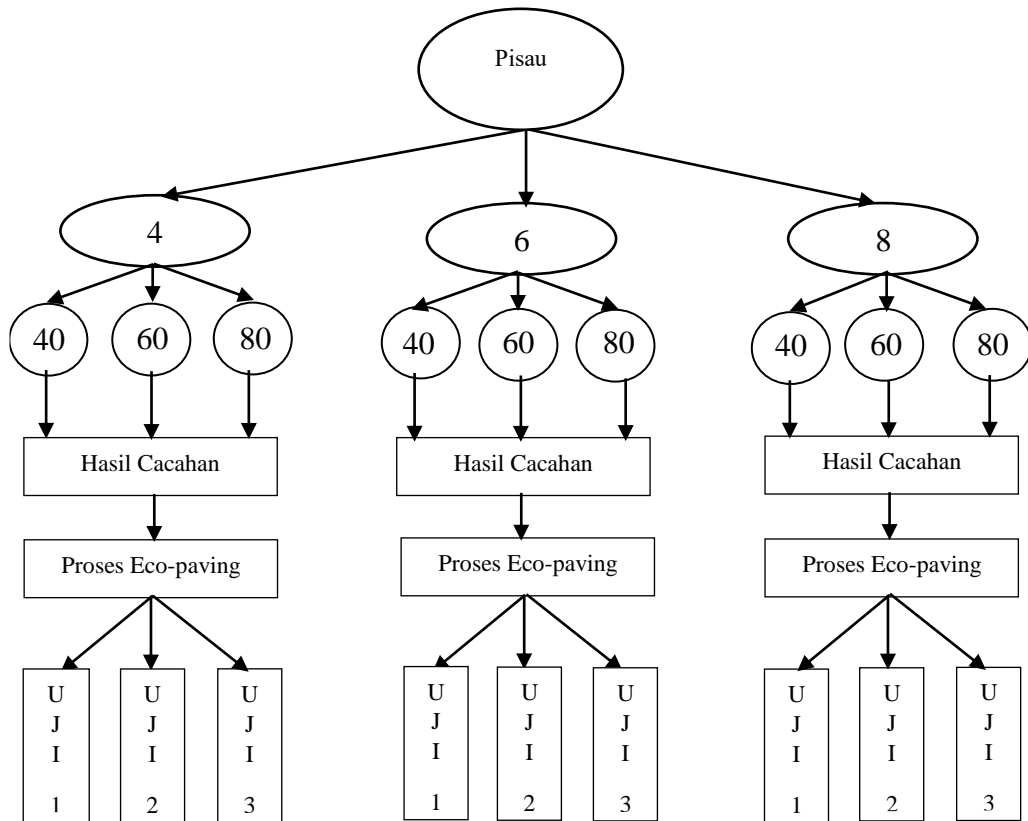 Pisau
4
6
8
40
60
80
40
60
80
40
60
80
Hasil Cacahan
Hasil Cacahan
Hasil Cacahan
Proses Eco-paving
Proses Eco-paving
Proses Eco-paving
U
J
I
1
U
J
I
2
U
J
I
3
U
J
I
1
U
J
I
2
U
J
I
3
U
J
I
1
U
J
I
2
U
J
I
3